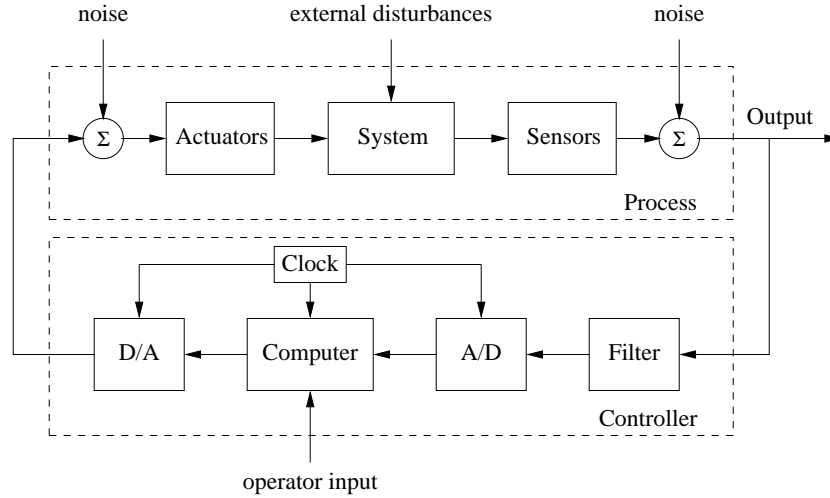 noise
external disturbances
noise
Σ
Actuators
System
Sensors
Σ
Output
Process
Clock
D/A
Computer
A/D
Filter
Controller
operator input